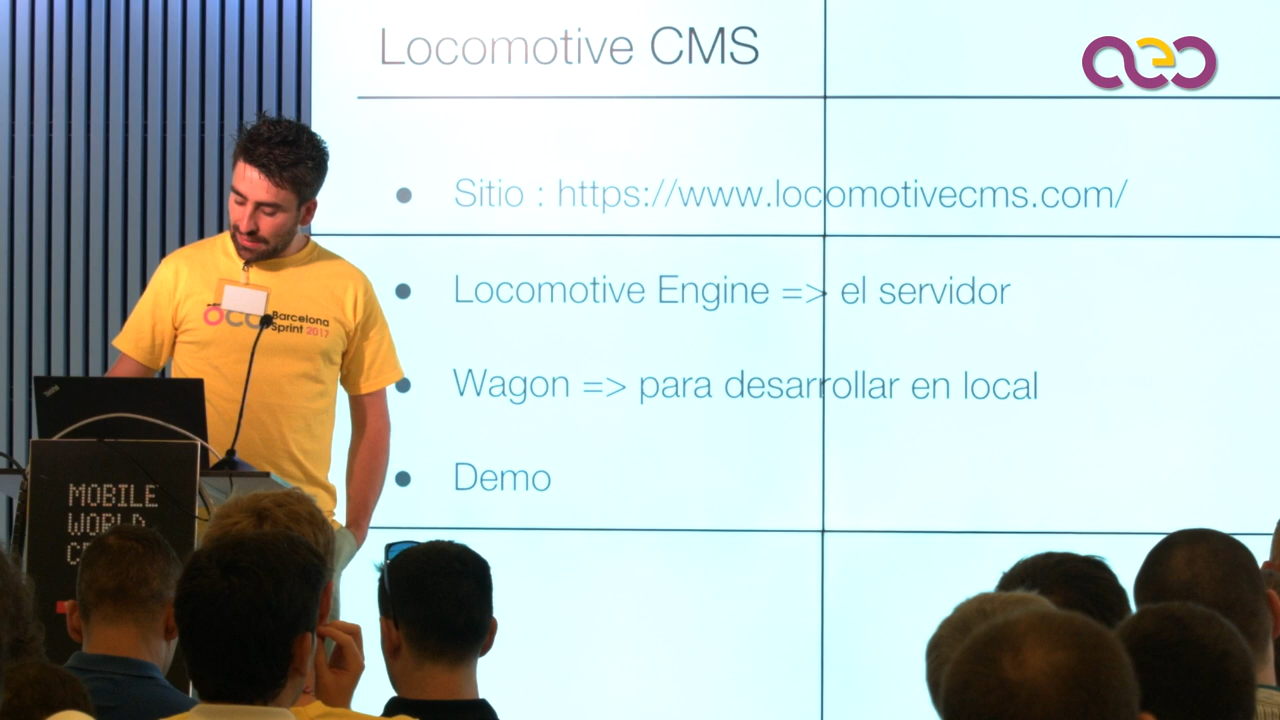 Locomotive CMS
Sitio : https://www.locomotivecms.com/
Locomotive Engine => el servidor
Wagon => para desarrollar en local
Demo
Barcelona
Sprint 2017
MOBILE
WORLD